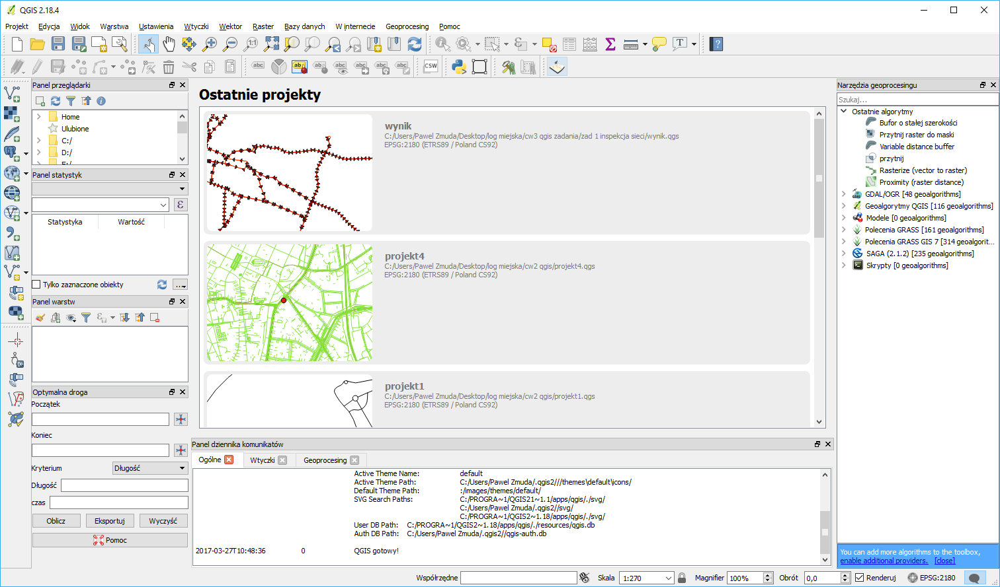 QGIS 2.18.4
Projekt Edycja Widok Warstwa Ustawienia Wtyczki Wektor Raster Bazy danych W internecie Geoprocesing Pomoc
Panel przeglądarki
Home
Ulubione
C:/
D:/
Panel statystyk
Statystyka Wartość
Tylko zaznaczone obiekty
Panel warstw
Optymalna droga
Początek
Koniec
Kryterium Długość
Długość
czas
Oblicz Eksportuj Wyczyść
Pomoc
Ostatnie projekty
wynik
C:/Users/Pawel Zmuda/Desktop/log miejska/cw3 qgis zadania/zad 1 inspekcja sieci/wynik.qgs
EPSG:2180 (ETRS89 / Poland CS92)
projekt4
C:/Users/Pawel Zmuda/Desktop/log miejska/cw2 qgis/projekt4.qgs
EPSG:2180 (ETRS89 / Poland CS92)
projekt1
C:/Users/Pawel Zmuda/Desktop/log miejska/cw2 qgis/projekt1.qgs
EPSG:2180 (ETRS89 / Poland CS92)
Panel dziennika komunikatów
Ogólne Wtyczki Geoprocesing
Active Theme Name: default
Active Theme Path: C:/Users/Pawel Zmuda/.qgis2///themes\default\icons/
Default Theme Path: :/images/themes/default/
SVG Search Paths: C:/PROGRA~1/QGIS21~1.1/apps/qgis/./svg/
C:/Users/Pawel Zmuda/.qgis2//svg/
C:/PROGRA~1/QGIS2~1.18/apps/qgis/./svg/
User DB Path: C:/PROGRA~1/QGIS2~1.18/apps/qgis/./resources/qgis.db
Auth DB Path: C:/Users/Pawel Zmuda/.qgis2//qgis-auth.db
2017-03-27T10:48:36 0 QGIS gotowy!
Narzędzia geoprocesingu
Szukaj...
Ostatnie algorytmy
Bufor o stałej szerokości
Przytnij raster do maski
Variable distance buffer
przytnij
Rasterize (vector to raster)
Proximity (raster distance)
GDAL/OGR [48 geoalgorithms]
Geoalgorytmy QGIS [116 geoalgorithms]
Modele [0 geoalgorithms]
Polecenia GRASS [161 geoalgorithms]
Polecenia GRASS GIS 7 [314 geoalgorit...
SAGA (2.1.2) [235 geoalgorithms]
Skrypty [0 geoalgorithms]
You can add more algorithms to the toolbox,
enable additional providers. [close]
Współrzędne Skala 1:270 Magnifier 100% Obrót 0,0 Renderuj EPSG:2180